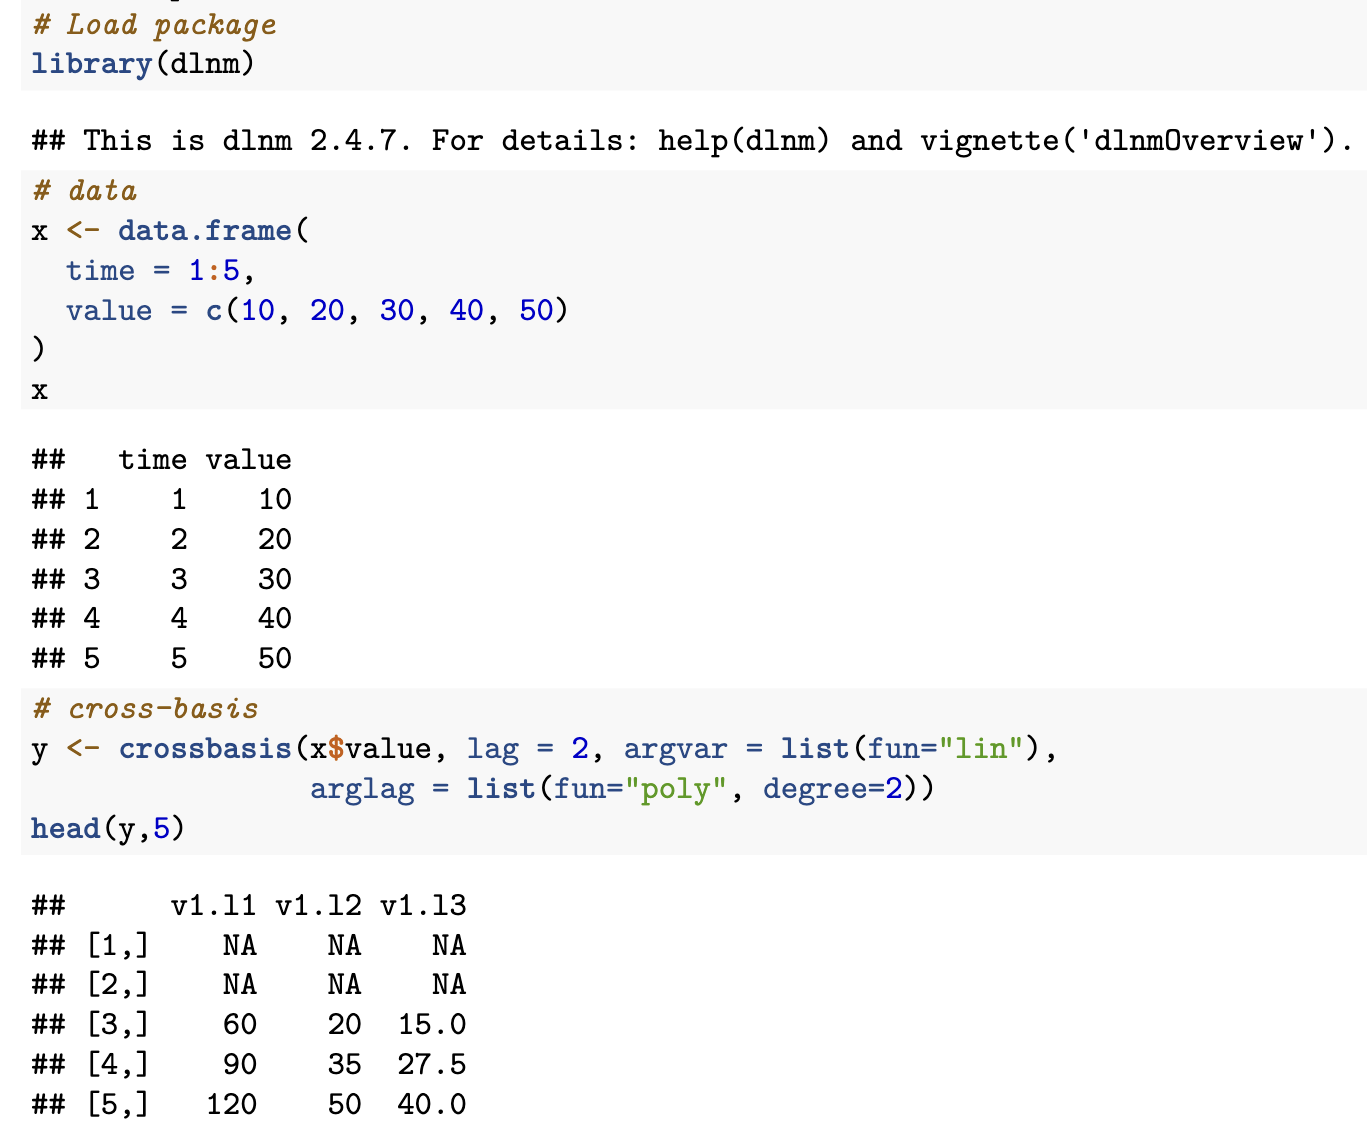 # Load package
library(dlnm)
## This is dlnm 2.4.7. For details: help(dlnm) and vignette('dlnmOverview').
# data
x <- data.frame(
  time = 1:5,
  value = c(10, 20, 30, 40, 50)
)
x
##   time value
## 1    1    10
## 2    2    20
## 3    3    30
## 4    4    40
## 5    5    50
# cross-basis
y <- crossbasis(x$value, lag = 2, argvar = list(fun="lin"),
                arglag = list(fun="poly", degree=2))
head(y,5)
##      v1.l1 v1.l2 v1.l3
## [1,]    NA    NA    NA
## [2,]    NA    NA    NA
## [3,]    60    20  15.0
## [4,]    90    35  27.5
## [5,]   120    50  40.0